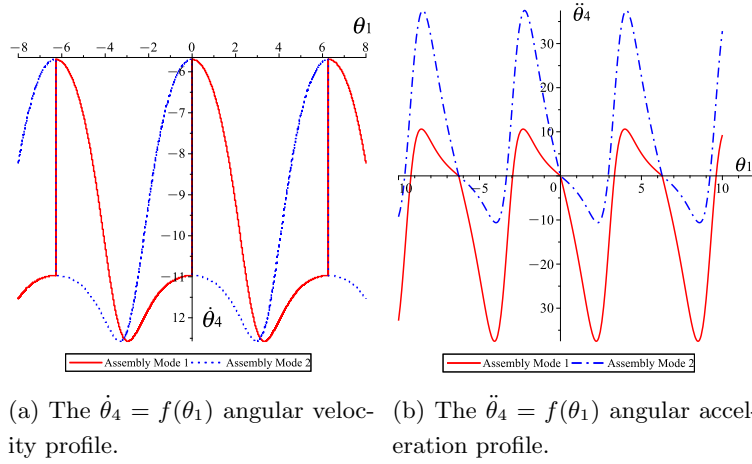 θ₁
−8 −6 −4 −2 0 2 4 6 8
−6
−7
−8
−9
−10
−11
−12
θ̇₄
Assembly Mode 1 Assembly Mode 2
(a) The θ̇₄ = f(θ₁) angular veloc-
ity profile.
θ̈₄
30
20
10
θ₁
10 −5 0 5 10
−10
−20
30
Assembly Mode 1 Assembly Mode 2
(b) The θ̈₄ = f(θ₁) angular accel-
eration profile.